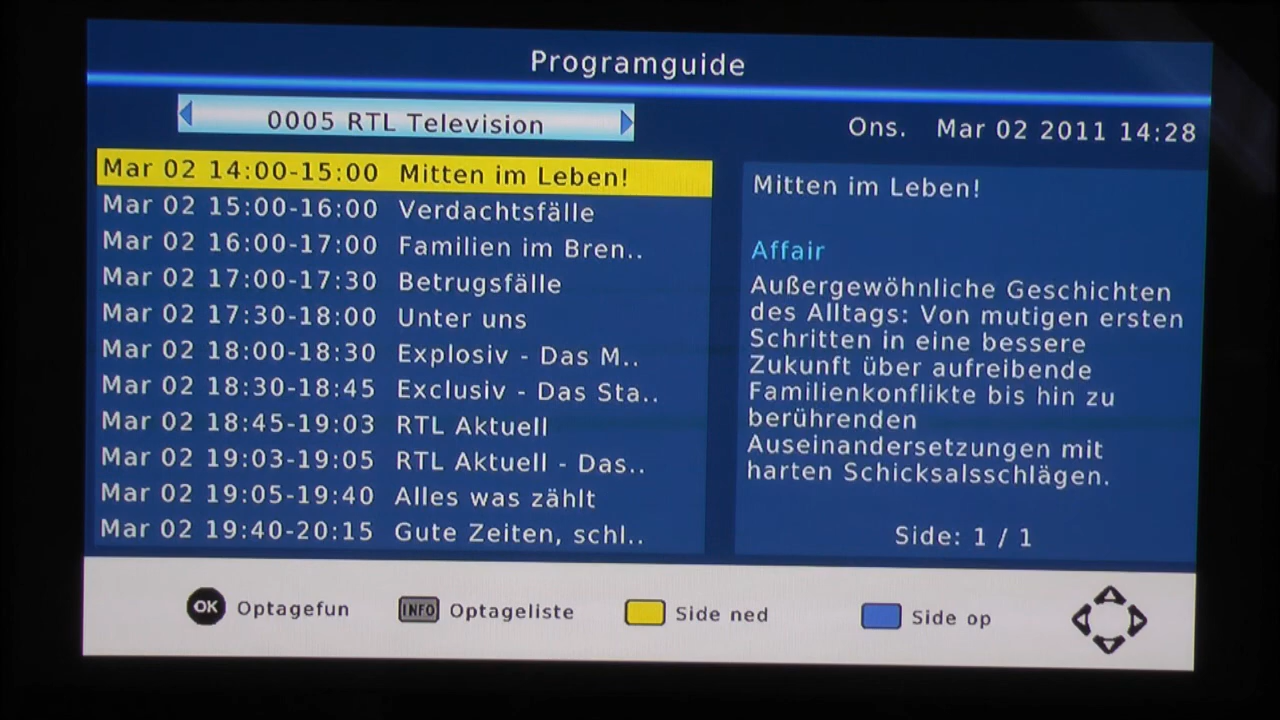 Programguide
0005 RTL Television
Ons. Mar 02 2011 14:28
Mar 02 14:00-15:00 Mitten im Leben!
Mar 02 15:00-16:00 Verdachtsfälle
Mar 02 16:00-17:00 Familien im Bren..
Mar 02 17:00-17:30 Betrugsfälle
Mar 02 17:30-18:00 Unter uns
Mar 02 18:00-18:30 Explosiv - Das M..
Mar 02 18:30-18:45 Exclusiv - Das Sta..
Mar 02 18:45-19:03 RTL Aktuell
Mar 02 19:03-19:05 RTL Aktuell - Das..
Mar 02 19:05-19:40 Alles was zählt
Mar 02 19:40-20:15 Gute Zeiten, schl..
Mitten im Leben!
Affair
Außergewöhnliche Geschichten
des Alltags: Von mutigen ersten
Schritten in eine bessere
Zukunft über aufreibende
Familienkonflikte bis hin zu
berührenden
Auseinandersetzungen mit
harten Schicksalsschlägen.
Side: 1 / 1
OK Optagefun
INFO Optageliste
Side ned
Side op